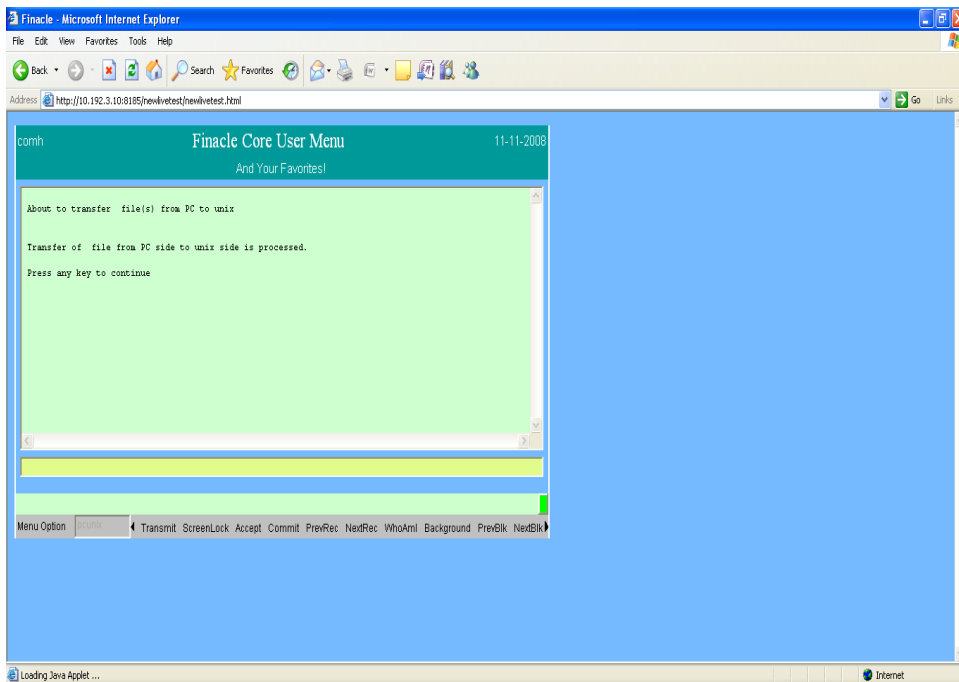 Finacle - Microsoft Internet Explorer
File Edit View Favorites Tools Help
Back Search Favorites
Address http://10.192.3.10:8185/newlivetest/newlivetest.html Go Links
comh Finacle Core User Menu 11-11-2008
And Your Favorites!
About to transfer file(s) from PC to unix
Transfer of file from PC side to unix side is processed.
Press any key to continue
Menu Option pcunix Transmit ScreenLock Accept Commit PrevRec NextRec WhoAmI Background PrevBlk NextBlk
Loading Java Applet ... Internet